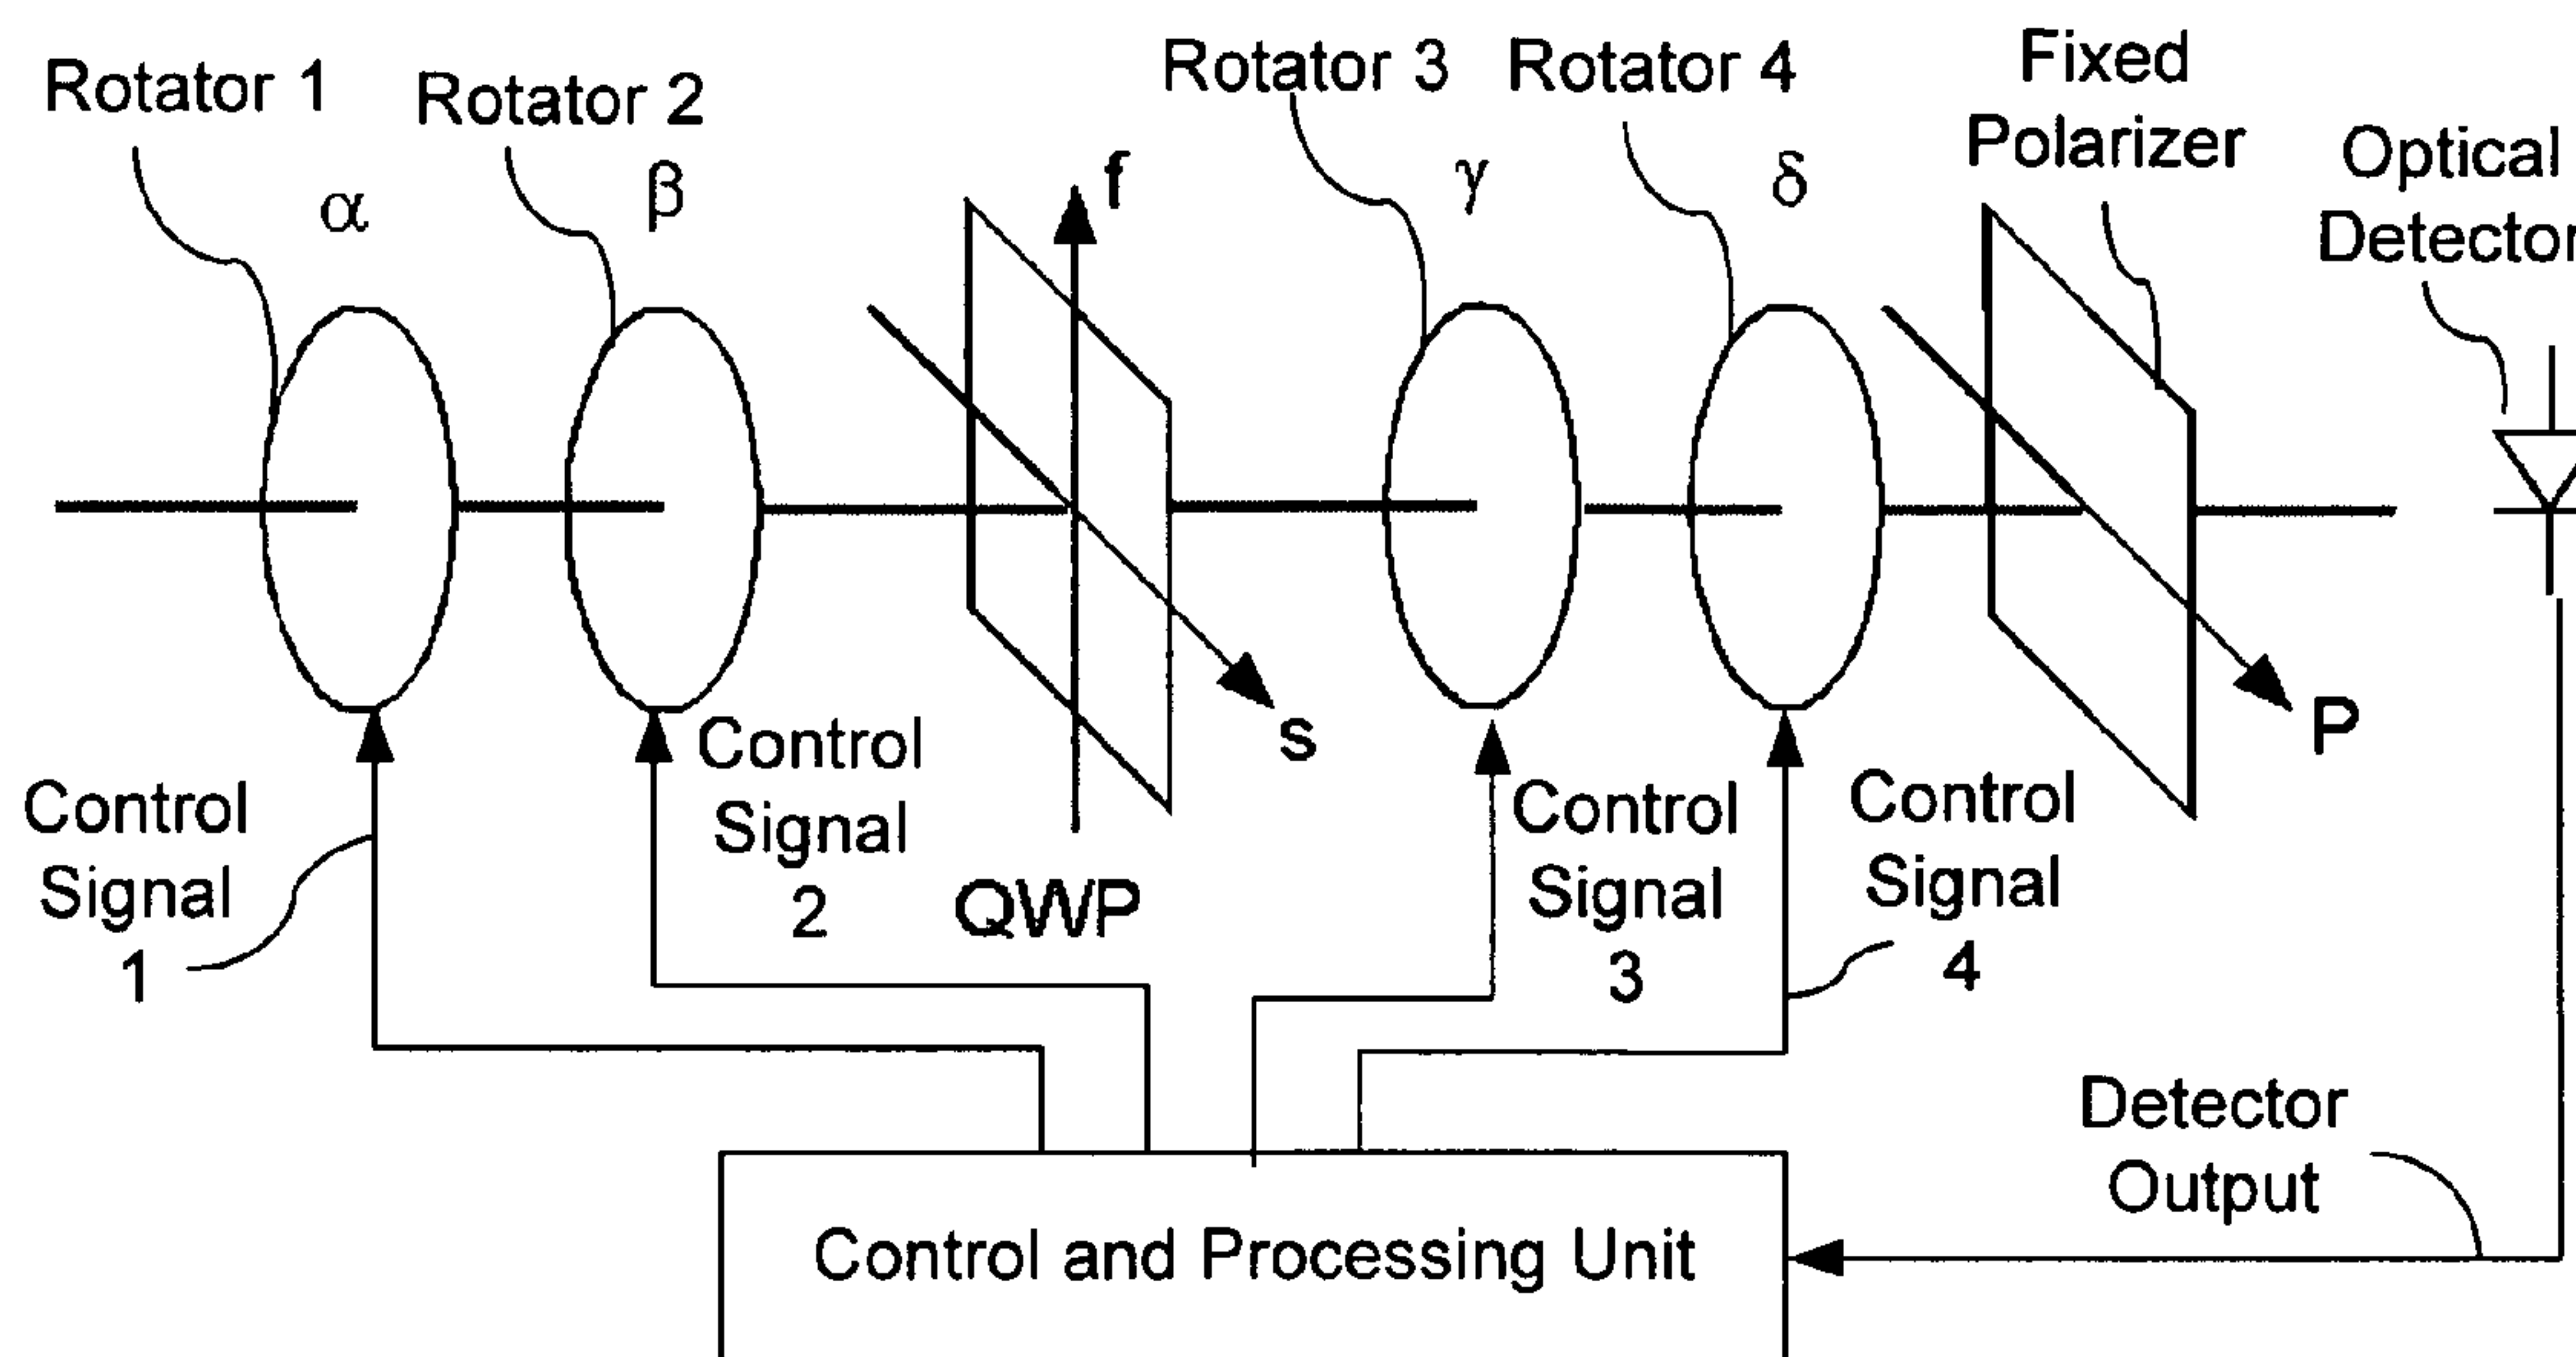 Rotator 1
α
Rotator 2
β
f
s
QWP
Rotator 3
γ
Rotator 4
δ
Fixed
Polarizer
P
Optical
Detector
Control
Signal
1
Control
Signal
2
Control
Signal
3
Control
Signal
4
Detector
Output
Control and Processing Unit